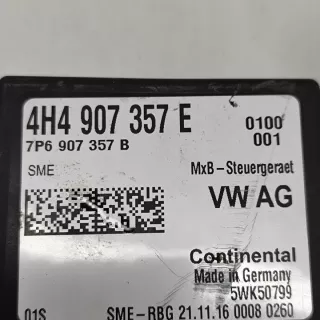 4H4 907 357 E 0100
7P6 907 357 B 001
SME MxB-Steuergeraet
VW AG
Continental
Made in Germany
5WK50799
01S SME-RBG 21.11.16 0008 0260